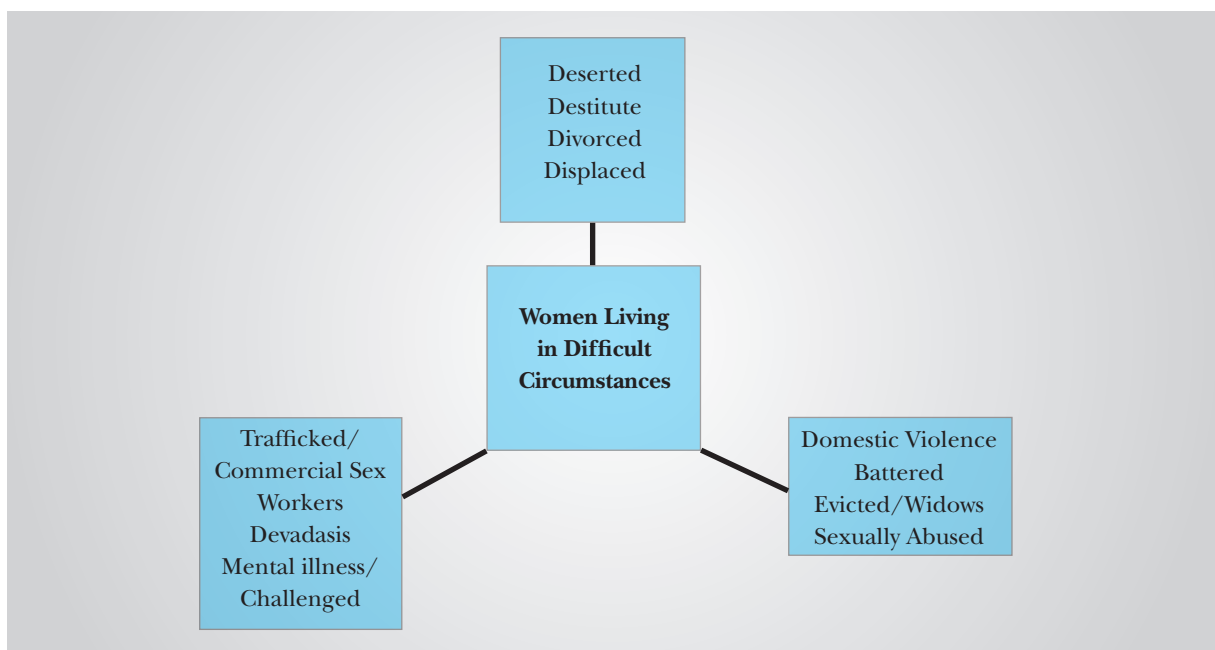 Deserted
Destitute
Divorced
Displaced
Women Living
in Difficult
Circumstances
Trafficked/
Commercial Sex
Workers
Devadasis
Mental illness/
Challenged
Domestic Violence
Battered
Evicted/Widows
Sexually Abused